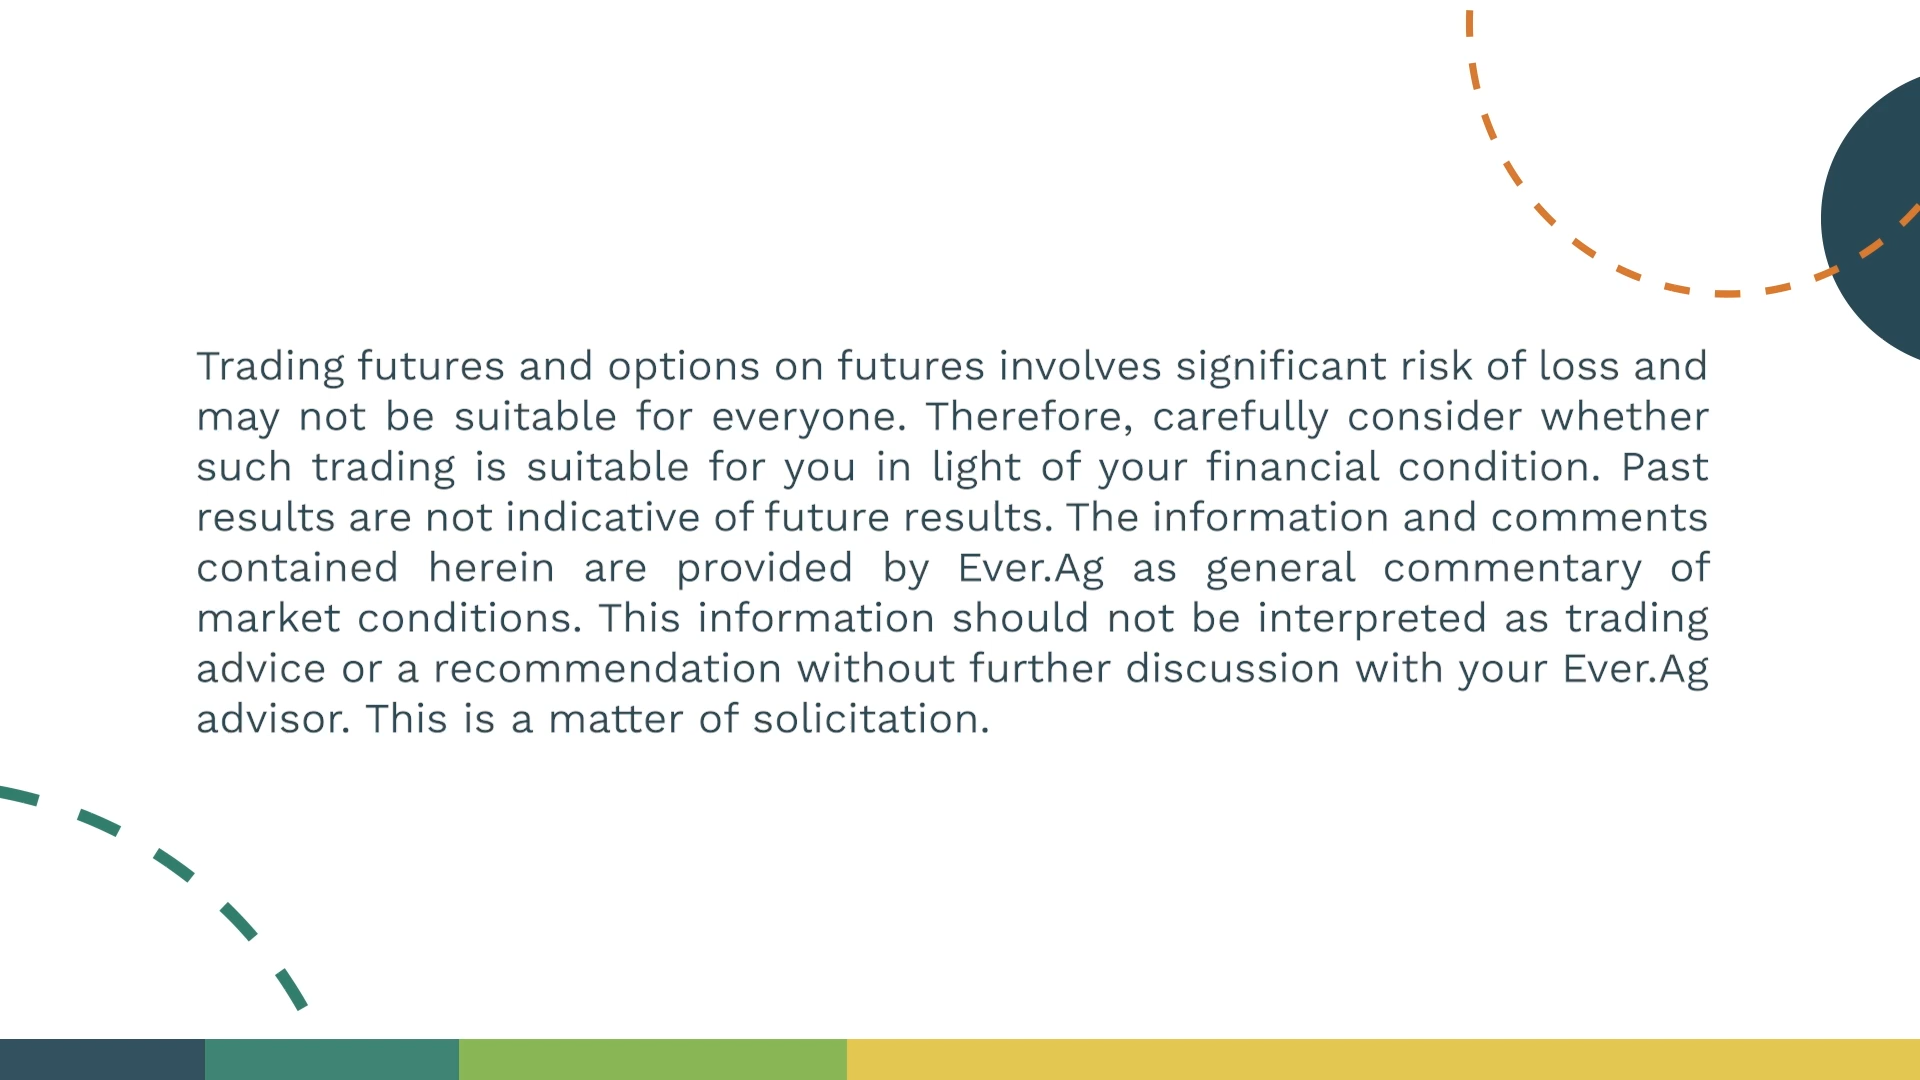 Trading futures and options on futures involves significant risk of loss and
may not be suitable for everyone. Therefore, carefully consider whether
such trading is suitable for you in light of your financial condition. Past
results are not indicative of future results. The information and comments
contained herein are provided by Ever.Ag as general commentary of
market conditions. This information should not be interpreted as trading
advice or a recommendation without further discussion with your Ever.Ag
advisor. This is a matter of solicitation.